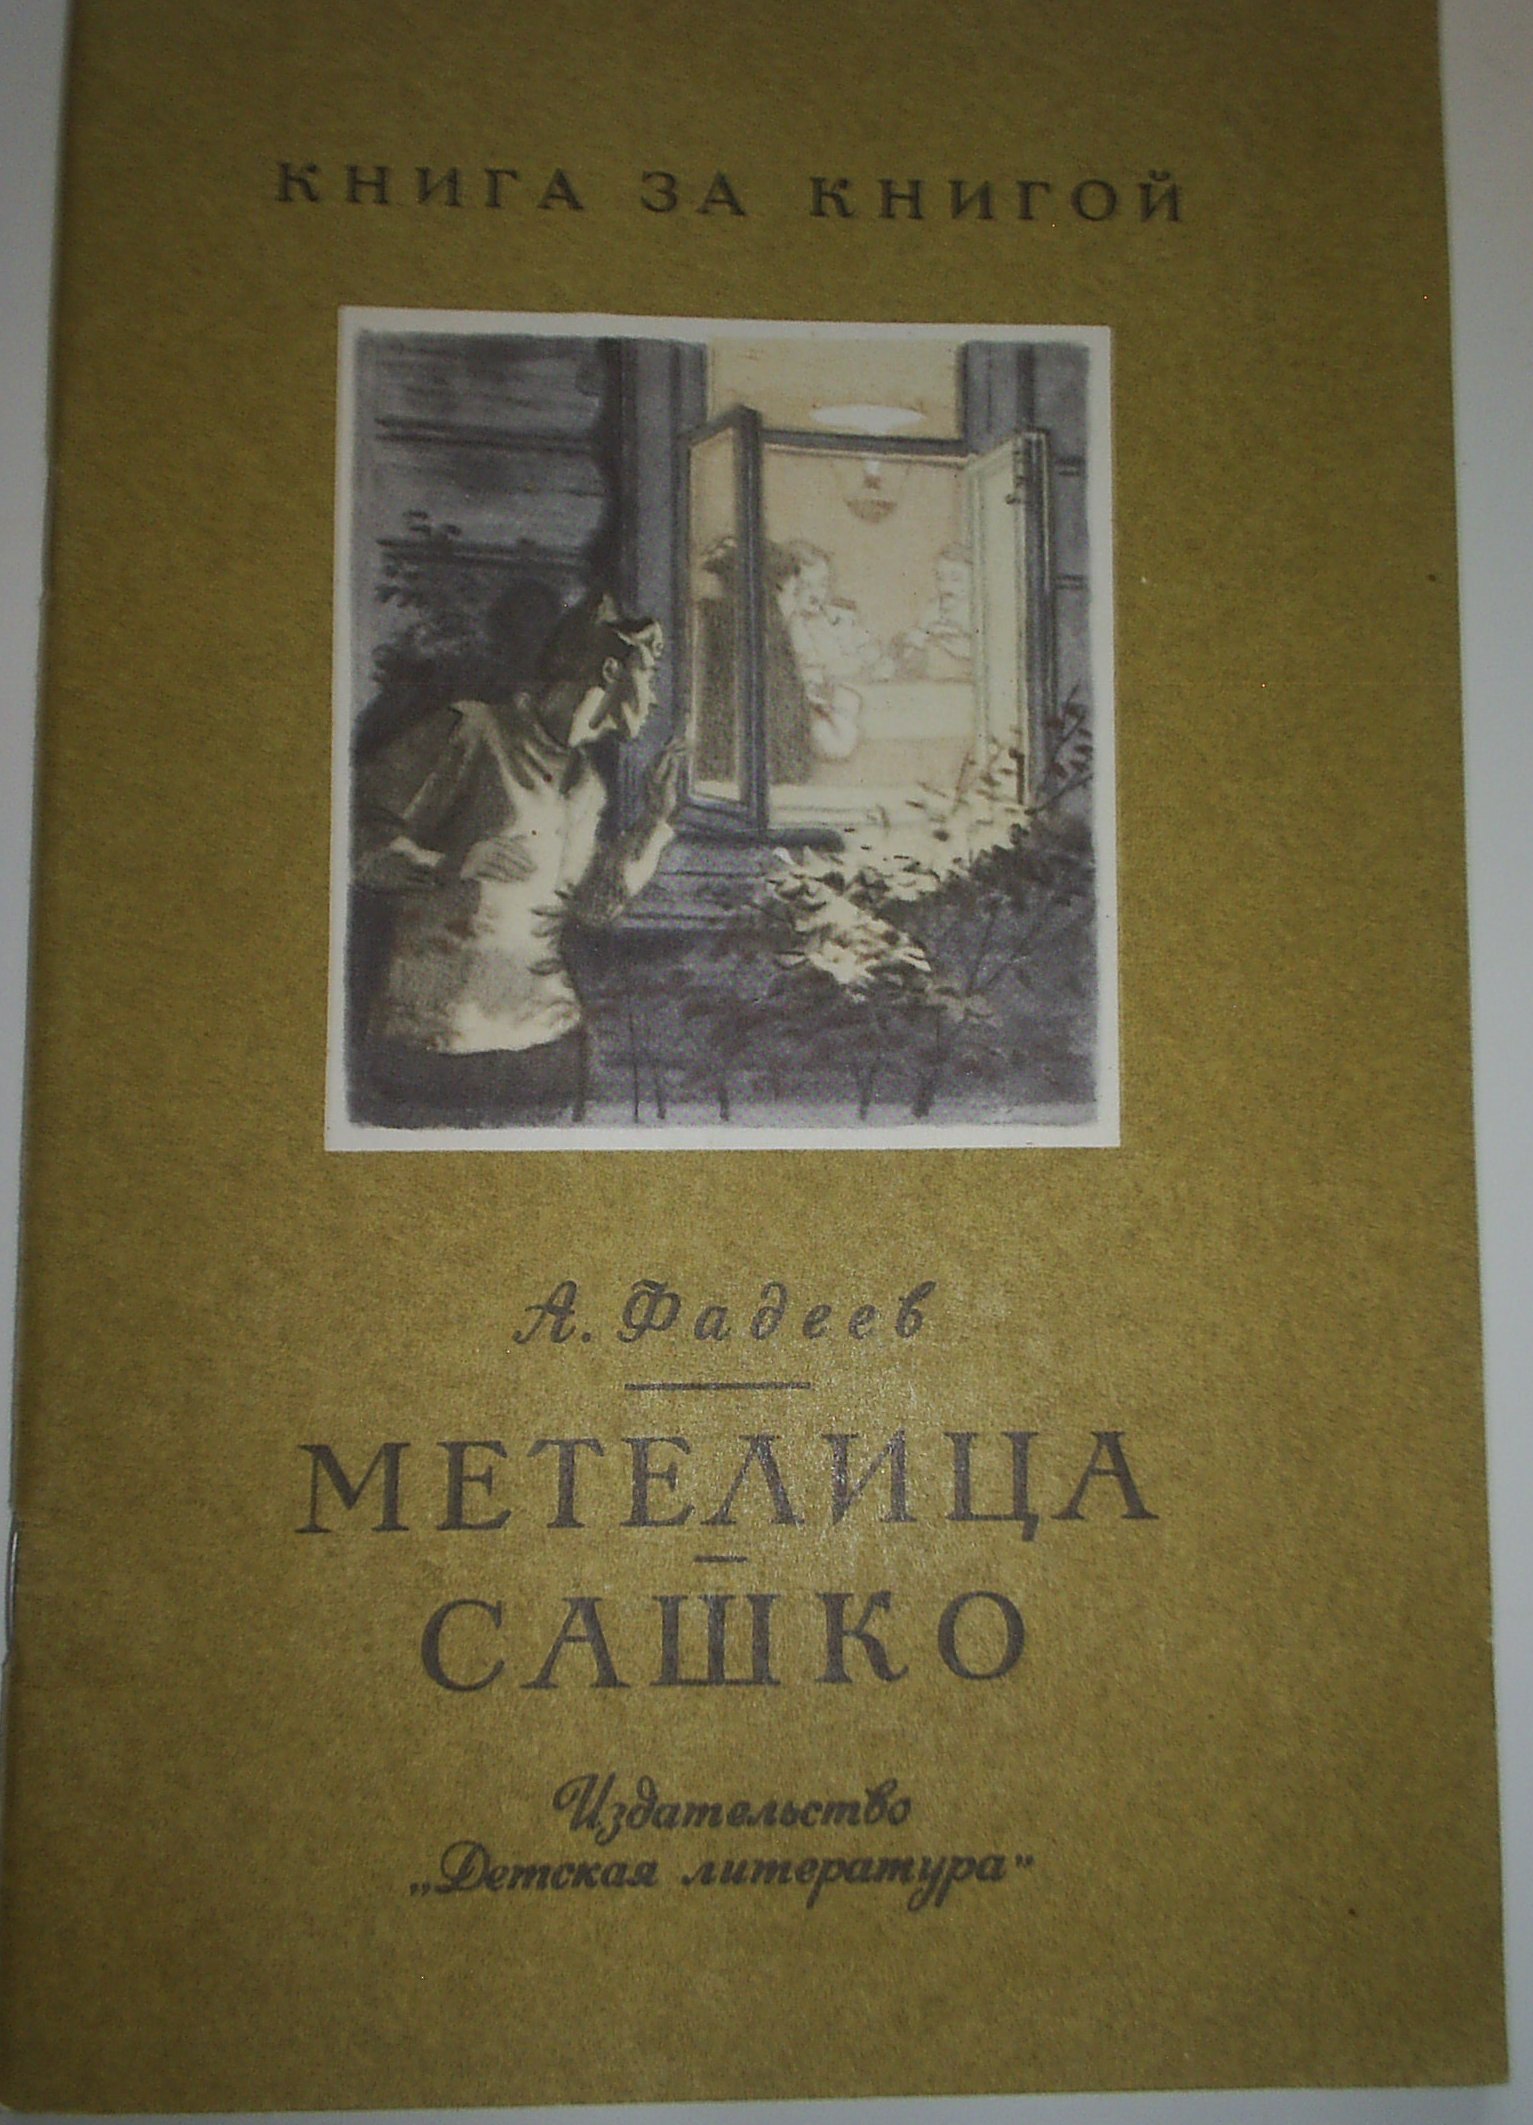 КНИГА ЗА КНИГОЙ
А. Фадеев
МЕТЕЛИЦА
САШКО
Издательство
„Детская литература”